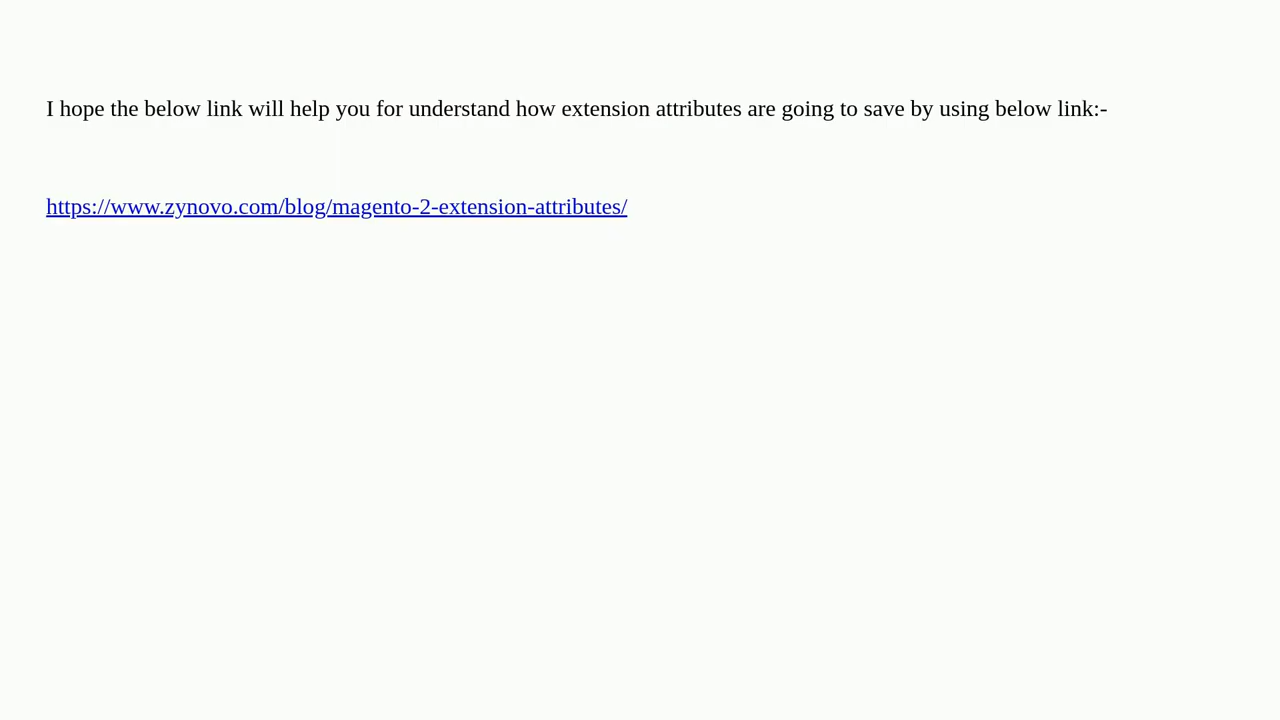 I hope the below link will help you for understand how extension attributes are going to save by using below link:-
https://www.zynovo.com/blog/magento-2-extension-attributes/